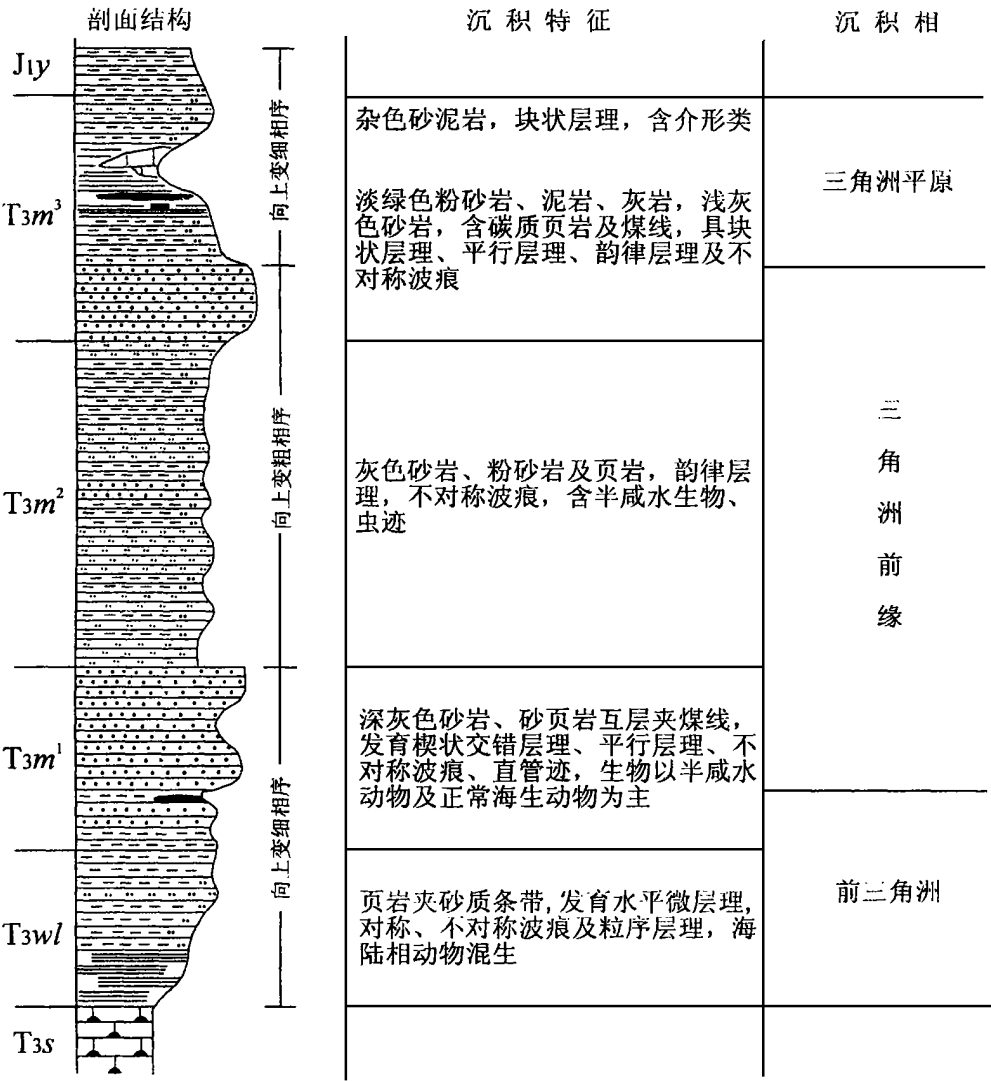 剖面结构
沉积特征
沉积相
J1y
T3m³
T3m²
T3m¹
T3wl
T3s
向上变细相序
向上变粗相序
向上变细相序
杂色砂泥岩，块状层理，含介形类
淡绿色粉砂岩、泥岩、灰岩，浅灰
色砂岩，含碳质页岩及煤线，具块
状层理、平行层理、韵律层理及不
对称波痕
灰色砂岩、粉砂岩及页岩，韵律层
理，不对称波痕，含半咸水生物、
虫迹
深灰色砂岩、砂页岩互层夹煤线，
发育楔状交错层理、平行层理、不
对称波痕、直管迹，生物以半咸水
动物及正常海生动物为主
页岩夹砂质条带，发育水平微层理，
对称、不对称波痕及粒序层理，海
陆相动物混生
三角洲平原
三
角
洲
前
缘
前三角洲